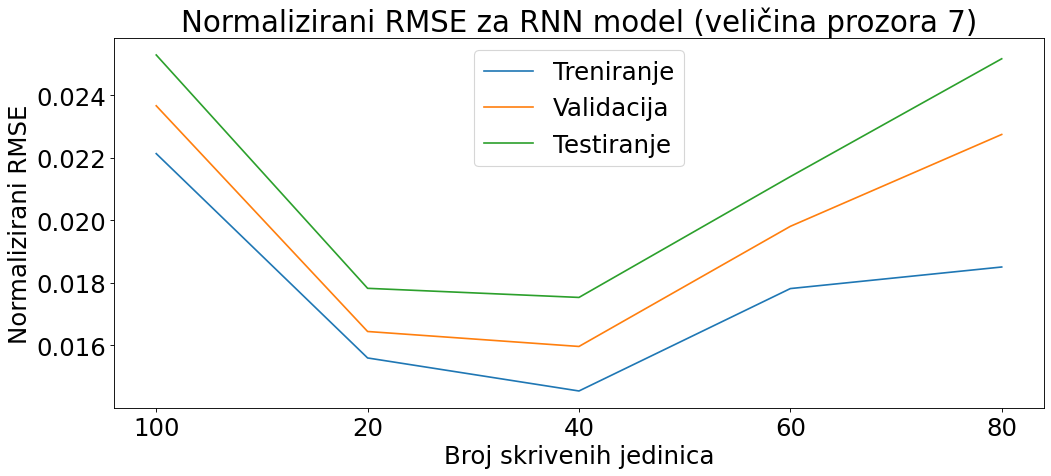 Normalizirani RMSE za RNN model (veličina prozora 7)
Treniranje
Validacija
Testiranje
Normalizirani RMSE
0.024
0.022
0.020
0.018
0.016
100 20 40 60 80
Broj skrivenih jedinica